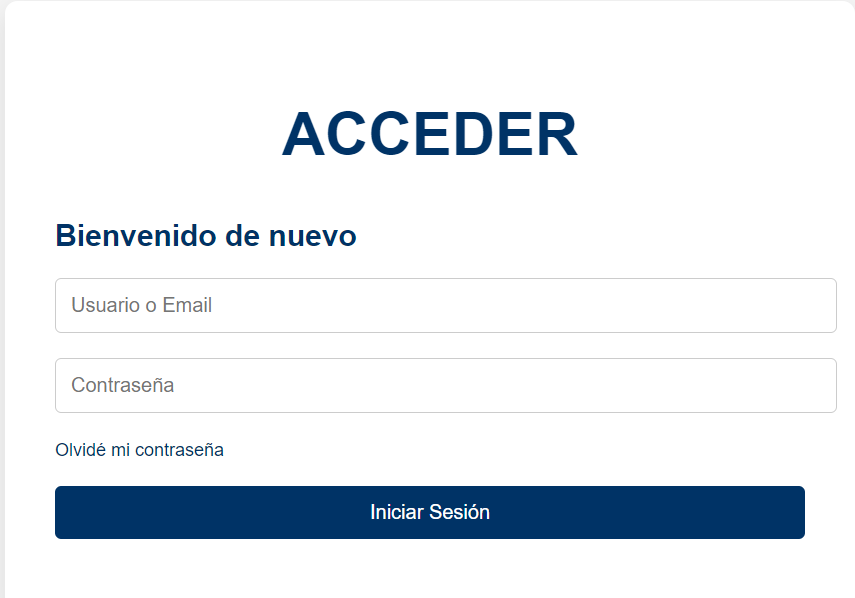 ACCEDER
Bienvenido de nuevo
Usuario o Email
Contraseña
Olvidé mi contraseña
Iniciar Sesión